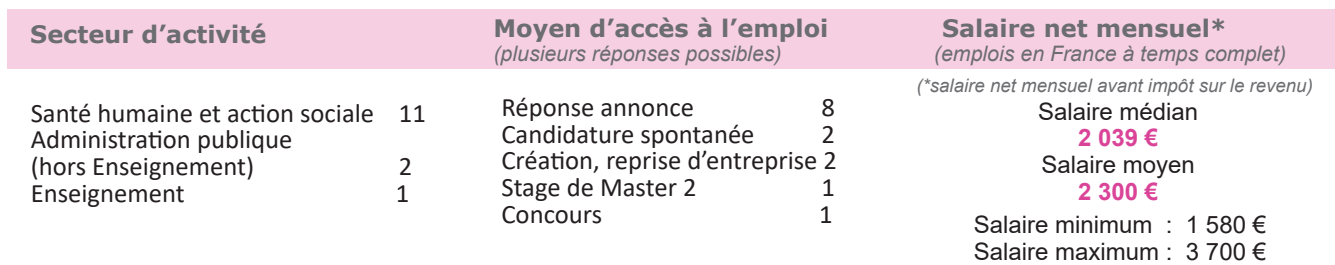 Secteur d’activité
Santé humaine et action sociale 11
Administration publique
(hors Enseignement) 2
Enseignement 1
Moyen d’accès à l’emploi
(plusieurs réponses possibles)
Réponse annonce 8
Candidature spontanée 2
Création, reprise d’entreprise 2
Stage de Master 2 1
Concours 1
Salaire net mensuel*
(emplois en France à temps complet)
(*salaire net mensuel avant impôt sur le revenu)
Salaire médian
2 039 €
Salaire moyen
2 300 €
Salaire minimum : 1 580 €
Salaire maximum : 3 700 €